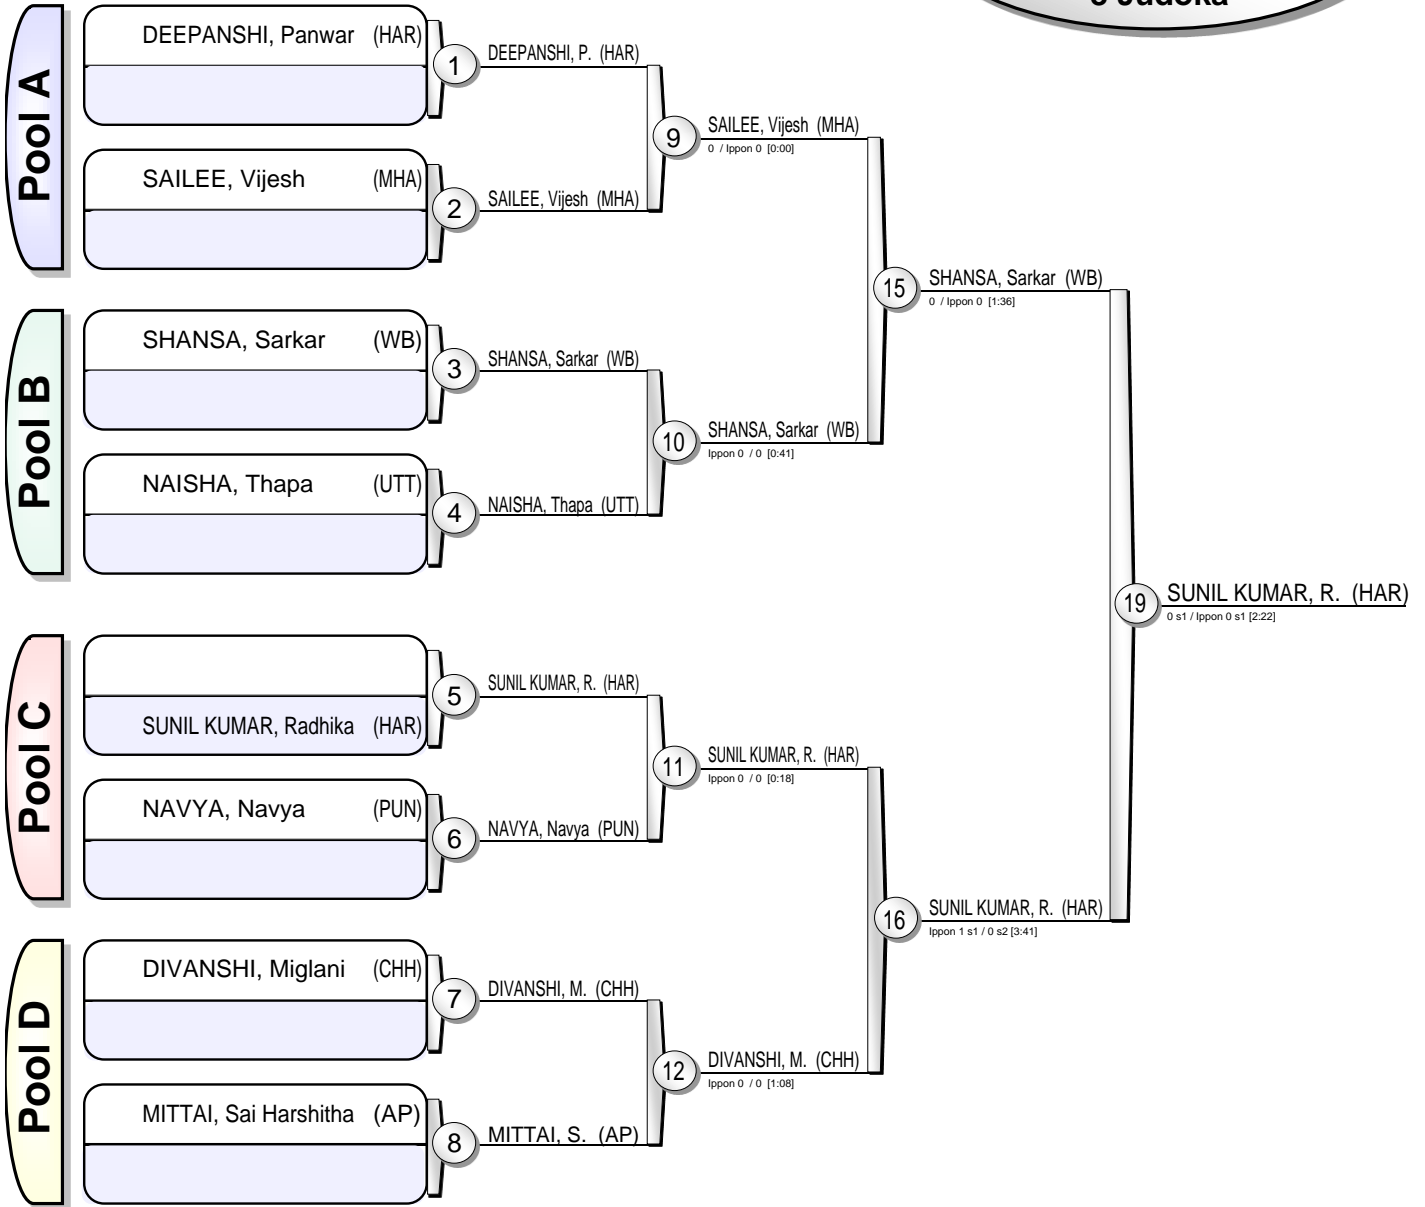 8 Judoka
Pool A
DEEPANSHI, Panwar (HAR)
1
DEEPANSHI, P. (HAR)
SAILEE, Vijesh (MHA)
2
SAILEE, Vijesh (MHA)
9
SAILEE, Vijesh (MHA)
0 / Ippon 0 [0:00]
Pool B
SHANSA, Sarkar (WB)
3
SHANSA, Sarkar (WB)
NAISHA, Thapa (UTT)
4
NAISHA, Thapa (UTT)
10
SHANSA, Sarkar (WB)
Ippon 0 / 0 [0:41]
15
SHANSA, Sarkar (WB)
0 / Ippon 0 [1:36]
Pool C
5
SUNIL KUMAR, R. (HAR)
SUNIL KUMAR, Radhika (HAR)
NAVYA, Navya (PUN)
6
NAVYA, Navya (PUN)
11
SUNIL KUMAR, R. (HAR)
Ippon 0 / 0 [0:18]
Pool D
DIVANSHI, Miglani (CHH)
7
DIVANSHI, M. (CHH)
MITTAI, Sai Harshitha (AP)
8
MITTAI, S. (AP)
12
DIVANSHI, M. (CHH)
Ippon 0 / 0 [1:08]
16
SUNIL KUMAR, R. (HAR)
Ippon 1 s1 / 0 s2 [3:41]
19
SUNIL KUMAR, R. (HAR)
0 s1 / Ippon 0 s1 [2:22]